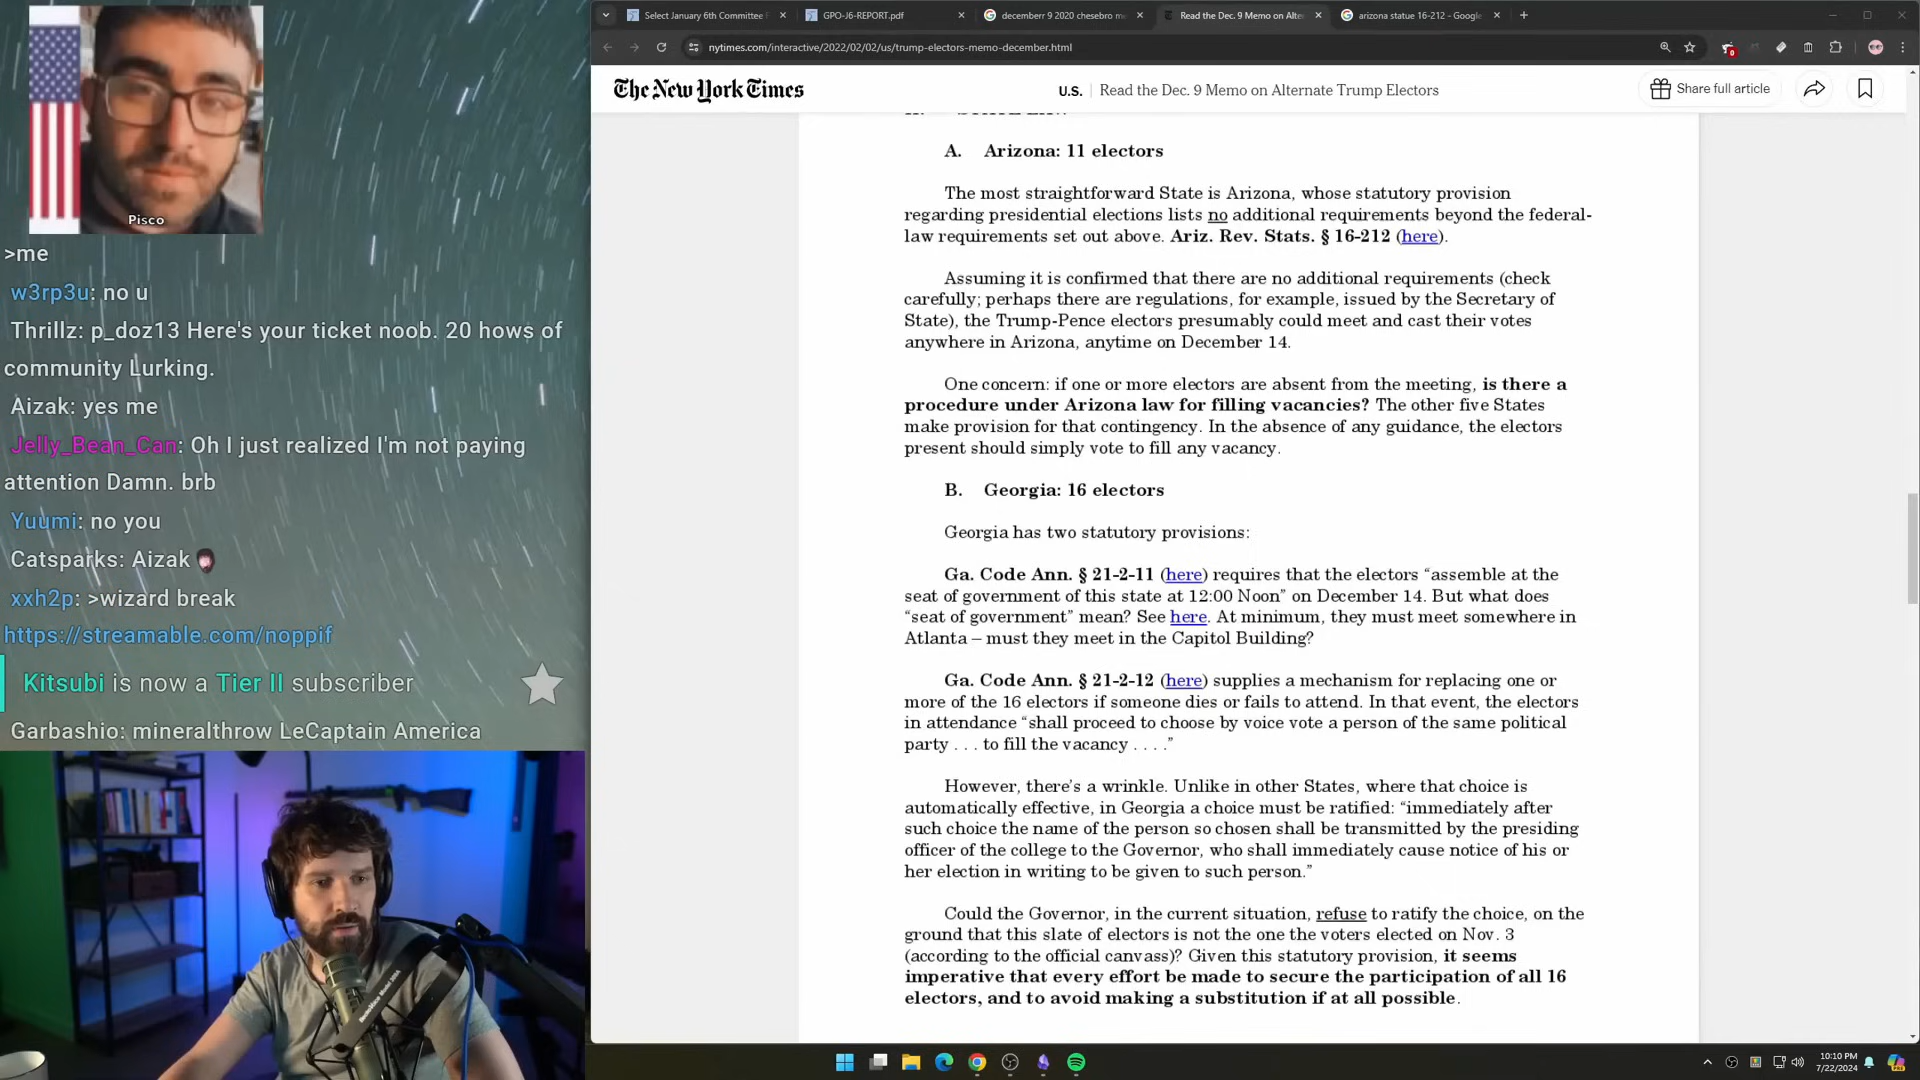 Pisco
>me
w3rp3u: no u
Thrillz: p_doz13 Here's your ticket noob. 20 hows of
community Lurking.
Aizak: yes me
Jelly_Bean_Can: Oh I just realized I'm not paying
attention Damn. brb
Yuumi: no you
Catsparks: Aizak
xxh2p: >wizard break
https://streamable.com/noppif
Kitsubi is now a Tier II subscriber
Garbashio: mineralthrow LeCaptain America
Select January 6th Committee F
GPO-J6-REPORT.pdf
decemberr 9 2020 chesebro me
Read the Dec. 9 Memo on Alter
arizona statue 16-212 - Google
nytimes.com/interactive/2022/02/02/us/trump-electors-memo-december.html
The New York Times
U.S. | Read the Dec. 9 Memo on Alternate Trump Electors
Share full article
A. Arizona: 11 electors
The most straightforward State is Arizona, whose statutory provision
regarding presidential elections lists no additional requirements beyond the federal-
law requirements set out above. Ariz. Rev. Stats. § 16-212 (here).
Assuming it is confirmed that there are no additional requirements (check
carefully; perhaps there are regulations, for example, issued by the Secretary of
State), the Trump-Pence electors presumably could meet and cast their votes
anywhere in Arizona, anytime on December 14.
One concern: if one or more electors are absent from the meeting, is there a
procedure under Arizona law for filling vacancies? The other five States
make provision for that contingency. In the absence of any guidance, the electors
present should simply vote to fill any vacancy.
B. Georgia: 16 electors
Georgia has two statutory provisions:
Ga. Code Ann. § 21-2-11 (here) requires that the electors “assemble at the
seat of government of this state at 12:00 Noon” on December 14. But what does
“seat of government” mean? See here. At minimum, they must meet somewhere in
Atlanta – must they meet in the Capitol Building?
Ga. Code Ann. § 21-2-12 (here) supplies a mechanism for replacing one or
more of the 16 electors if someone dies or fails to attend. In that event, the electors
in attendance “shall proceed to choose by voice vote a person of the same political
party . . . to fill the vacancy . . . .”
However, there’s a wrinkle. Unlike in other States, where that choice is
automatically effective, in Georgia a choice must be ratified: “immediately after
such choice the name of the person so chosen shall be transmitted by the presiding
officer of the college to the Governor, who shall immediately cause notice of his or
her election in writing to be given to such person.”
Could the Governor, in the current situation, refuse to ratify the choice, on the
ground that this slate of electors is not the one the voters elected on Nov. 3
(according to the official canvass)? Given this statutory provision, it seems
imperative that every effort be made to secure the participation of all 16
electors, and to avoid making a substitution if at all possible.
10:10 PM
7/22/2024